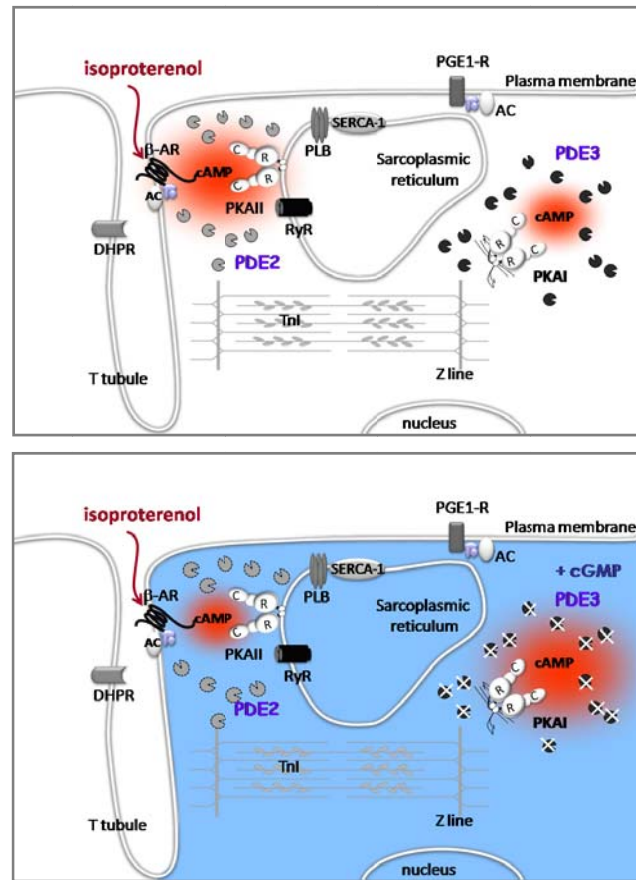 PGE1-R
isoproterenol
Plasma membrane
AC
SERCA-1
β-AR
PLB
PDE3
C
R
cAMP
Sarcoplasmic
reticulum
C
R
AC
PKAII
C
cAMP
RyR
C
R
R
DHPR
PDE2
PKAI
TnI
T tubule
Z line
nucleus
PGE1-R
isoproterenol
Plasma membrane
AC
SERCA-1
+ cGMP
β-AR
PLB
PDE3
C
R
cAMP
Sarcoplasmic
reticulum
C
R
AC
PKAII
C
cAMP
RyR
C
R
R
DHPR
PDE2
PKAI
TnI
T tubule
Z line
nucleus